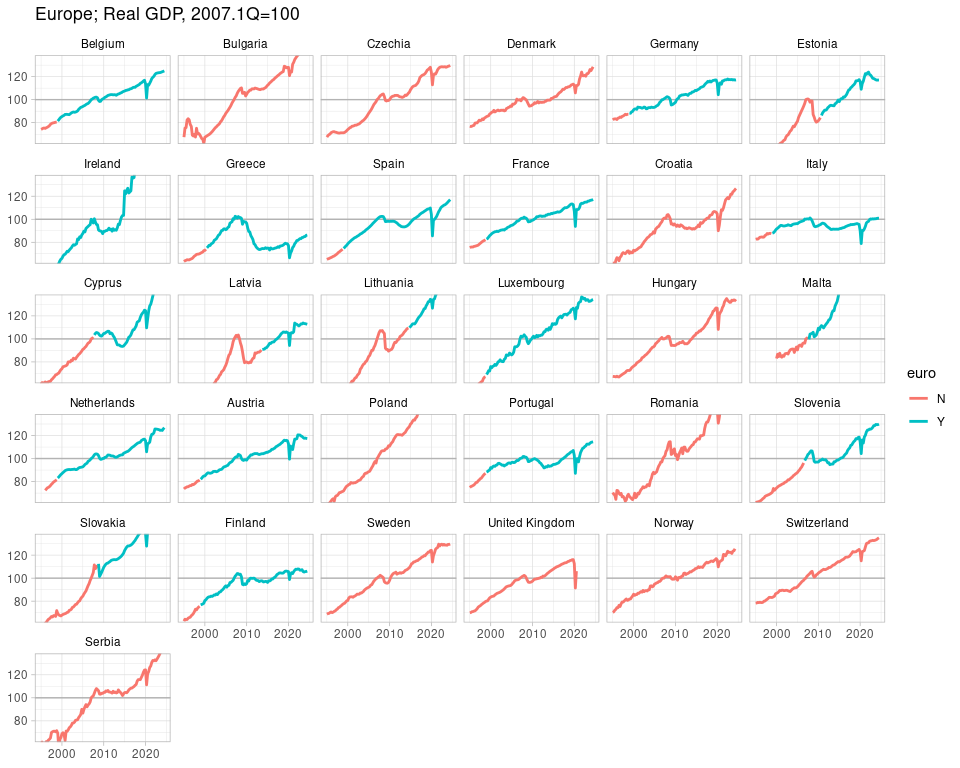 Europe; Real GDP, 2007.1Q=100
Belgium Bulgaria Czechia Denmark Germany Estonia
120
100
80
Ireland Greece Spain France Croatia Italy
120
100
80
Cyprus Latvia Lithuania Luxembourg Hungary Malta
120
100
80
euro
N
Y
Netherlands Austria Poland Portugal Romania Slovenia
120
100
80
Slovakia Finland Sweden United Kingdom Norway Switzerland
120
100
80
2000 2010 2020 2000 2010 2020 2000 2010 2020 2000 2010 2020 2000 2010 2020
Serbia
120
100
80
2000 2010 2020